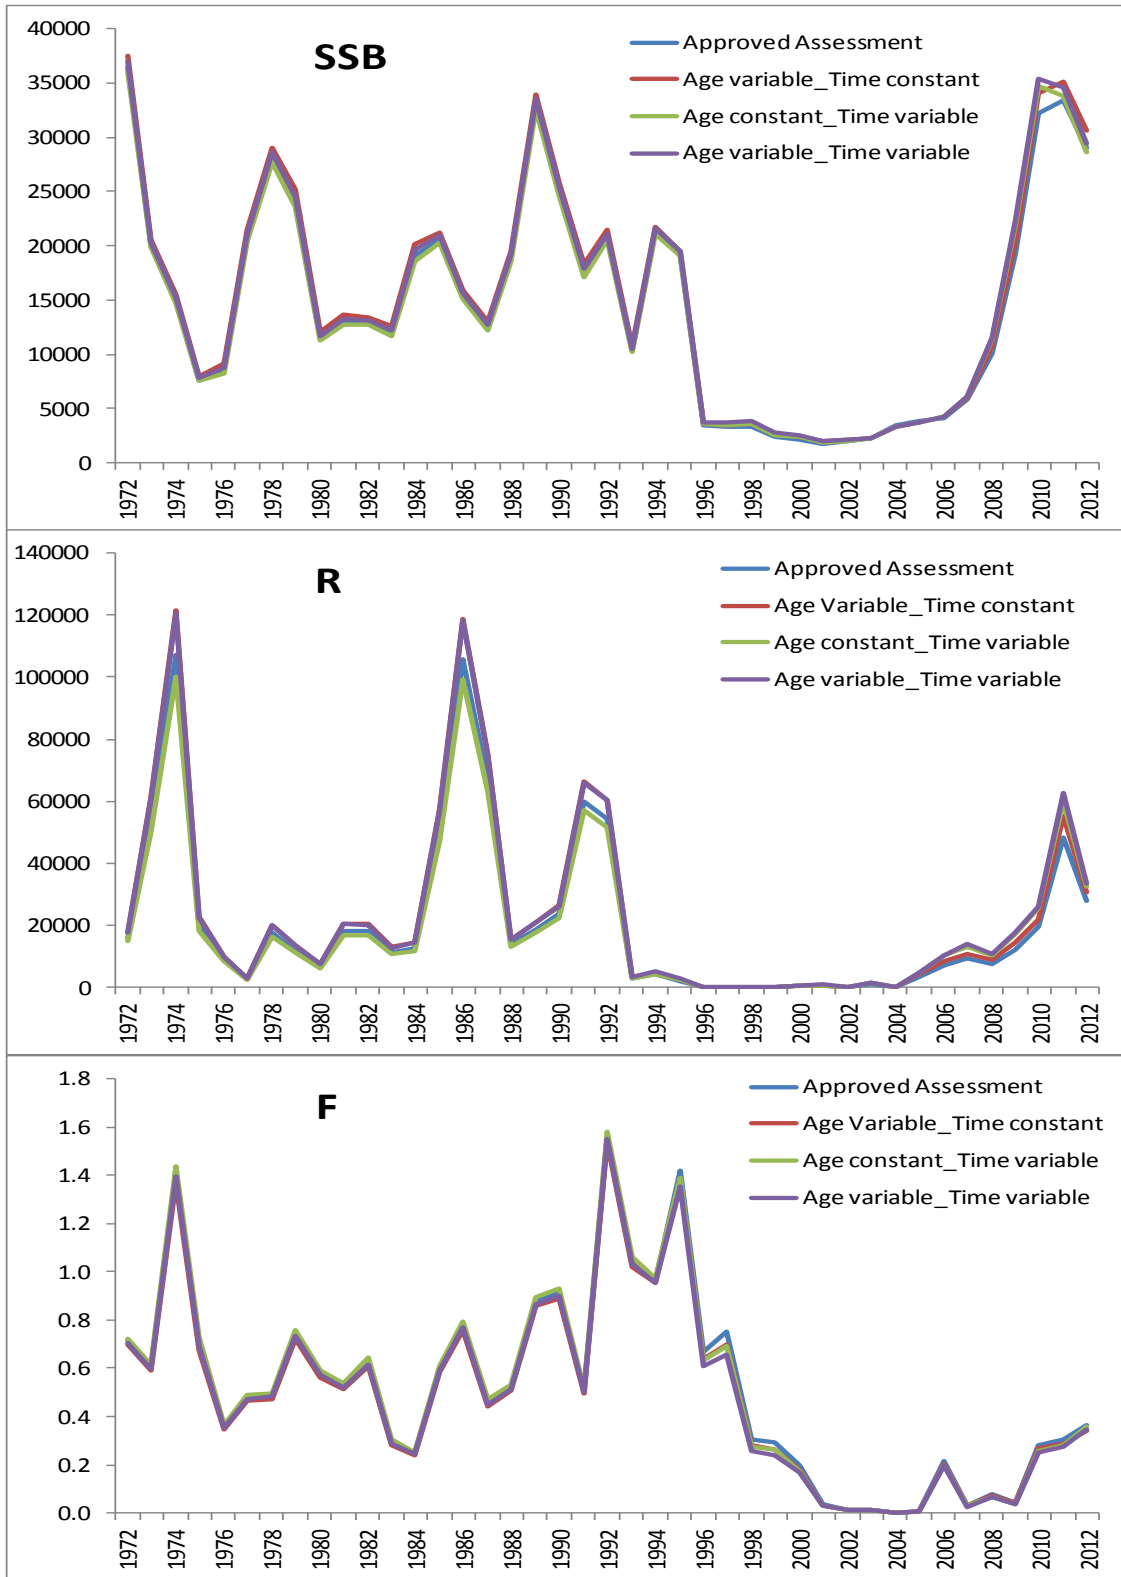 SSB
Approved Assessment
Age variable_Time constant
Age constant_Time variable
Age variable_Time variable
40000
35000
30000
25000
20000
15000
10000
5000
0
1972 1974 1976 1978 1980 1982 1984 1986 1988 1990 1992 1994 1996 1998 2000 2002 2004 2006 2008 2010 2012
R
Approved Assessment
Age Variable_Time constant
Age constant_Time variable
Age variable_Time variable
140000
120000
100000
80000
60000
40000
20000
0
1972 1974 1976 1978 1980 1982 1984 1986 1988 1990 1992 1994 1996 1998 2000 2002 2004 2006 2008 2010 2012
F
Approved Assessment
Age Variable_Time constant
Age constant_Time variable
Age variable_Time variable
1.8
1.6
1.4
1.2
1.0
0.8
0.6
0.4
0.2
0.0
1972 1974 1976 1978 1980 1982 1984 1986 1988 1990 1992 1994 1996 1998 2000 2002 2004 2006 2008 2010 2012